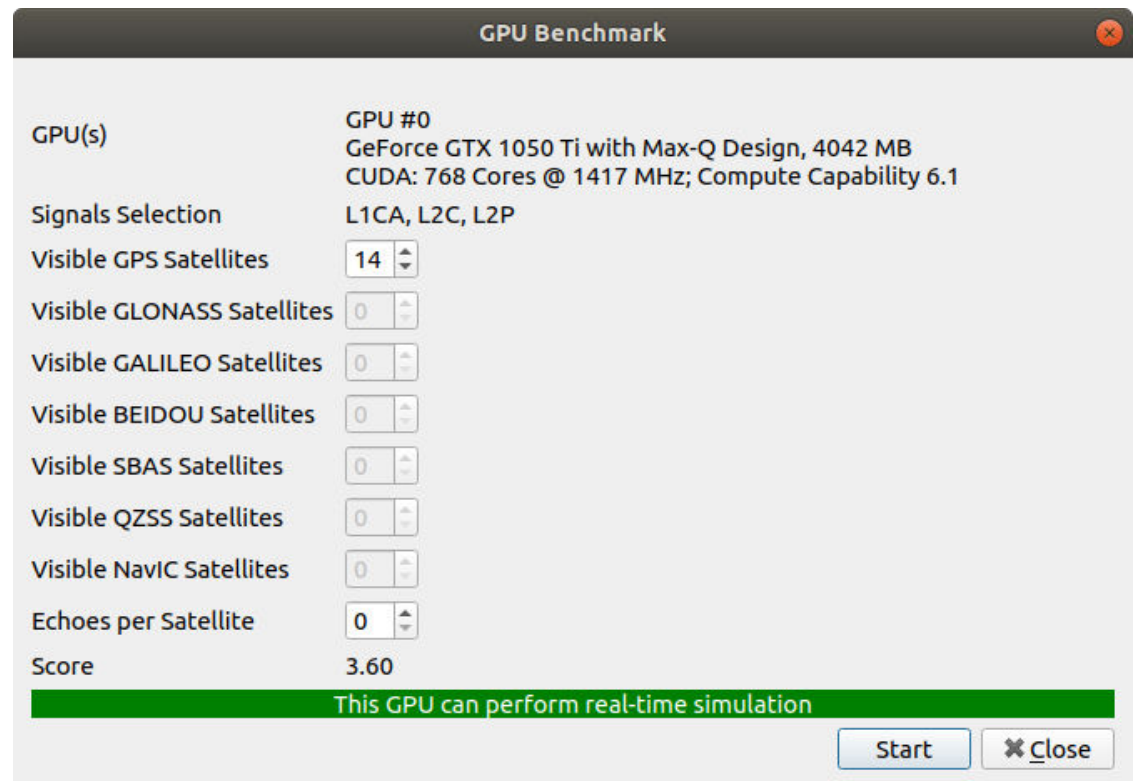 GPU Benchmark
GPU(s)
GPU #0
GeForce GTX 1050 Ti with Max-Q Design, 4042 MB
CUDA: 768 Cores @ 1417 MHz; Compute Capability 6.1
Signals Selection L1CA, L2C, L2P
Visible GPS Satellites 14
Visible GLONASS Satellites 0
Visible GALILEO Satellites 0
Visible BEIDOU Satellites 0
Visible SBAS Satellites 0
Visible QZSS Satellites 0
Visible NavIC Satellites 0
Echoes per Satellite 0
Score 3.60
This GPU can perform real-time simulation
Start Close